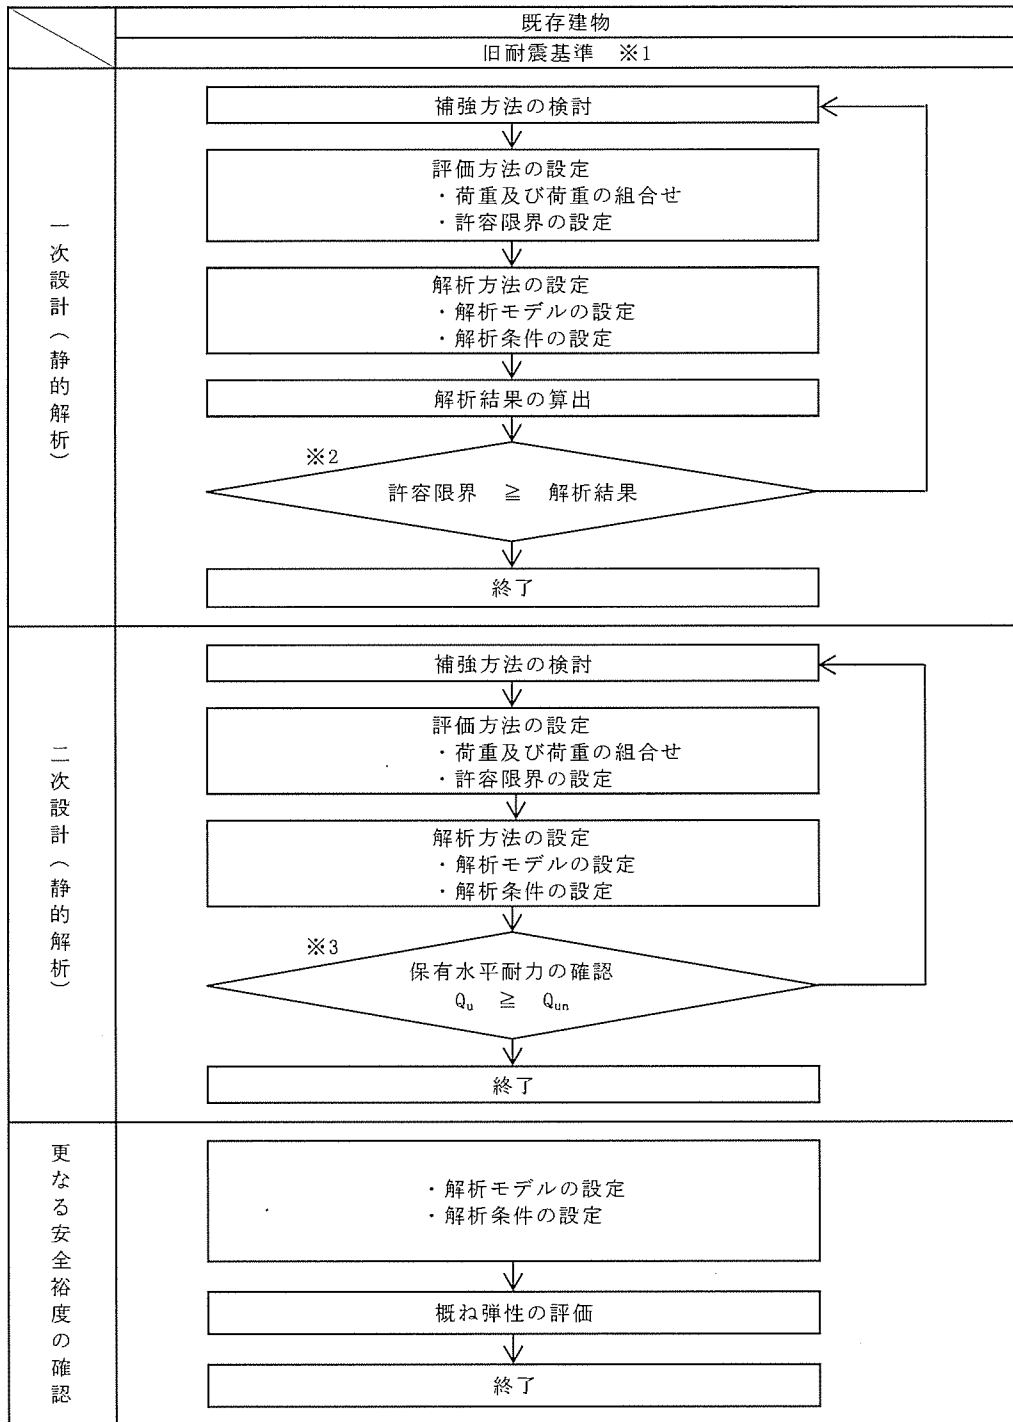 既存建物
旧耐震基準 ※1
一次設計（静的解析）
補強方法の検討
評価方法の設定
・荷重及び荷重の組合せ
・許容限界の設定
解析方法の設定
・解析モデルの設定
・解析条件の設定
解析結果の算出
※2
許容限界 ≧ 解析結果
終了
二次設計（静的解析）
補強方法の検討
評価方法の設定
・荷重及び荷重の組合せ
・許容限界の設定
解析方法の設定
・解析モデルの設定
・解析条件の設定
※3
保有水平耐力の確認
Qu ≧ Qun
終了
更なる安全裕度の確認
・解析モデルの設定
・解析条件の設定
概ね弾性の評価
終了